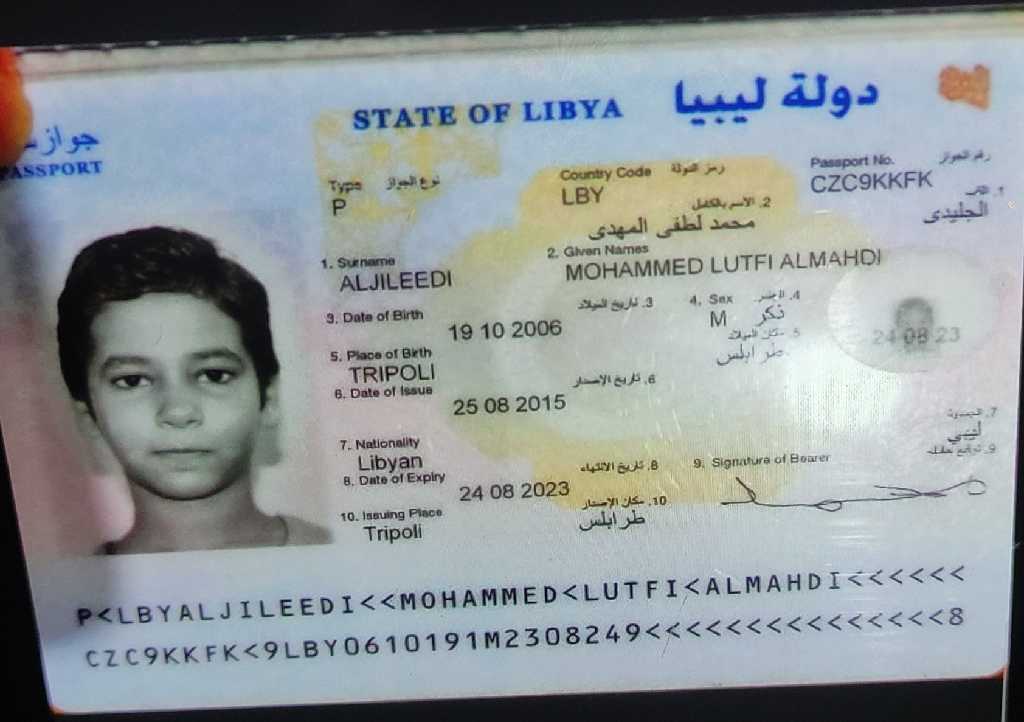 STATE OF LIBYA دولة ليبيا
جواز
PASSPORT
Type نوع الجواز
P
Country Code رمز الدولة
LBY
Passport No. رقم الجواز
CZC9KKFK
1. اللقب
الجليدي
2. الاسم بالكامل
محمد لطفي المهدي
1. Surname
ALJILEEDI
2. Given Names
MOHAMMED LUTFI ALMAHDI
3. Date of Birth 3. تاريخ الميلاد
19 10 2006
4. Sex 4. الجنس
M ذكر
24 08 23
5. Place of Birth 5. مكان الميلاد
TRIPOLI طرابلس
6. Date of Issue 6. تاريخ الاصدار
25 08 2015
7. Nationality 7. الجنسية
Libyan ليبي
8. Date of Expiry 8. تاريخ الانتهاء
24 08 2023
9. Signature of Bearer 9. توقيع حامله
10. Issuing Place 10. مكان الاصدار
Tripoli طرابلس
P<LBYALJILEEDI<<MOHAMMED<LUTFI<ALMAHDI<<<<<<
CZC9KKFK<9LBY0610191M2308249<<<<<<<<<<<<<<<8